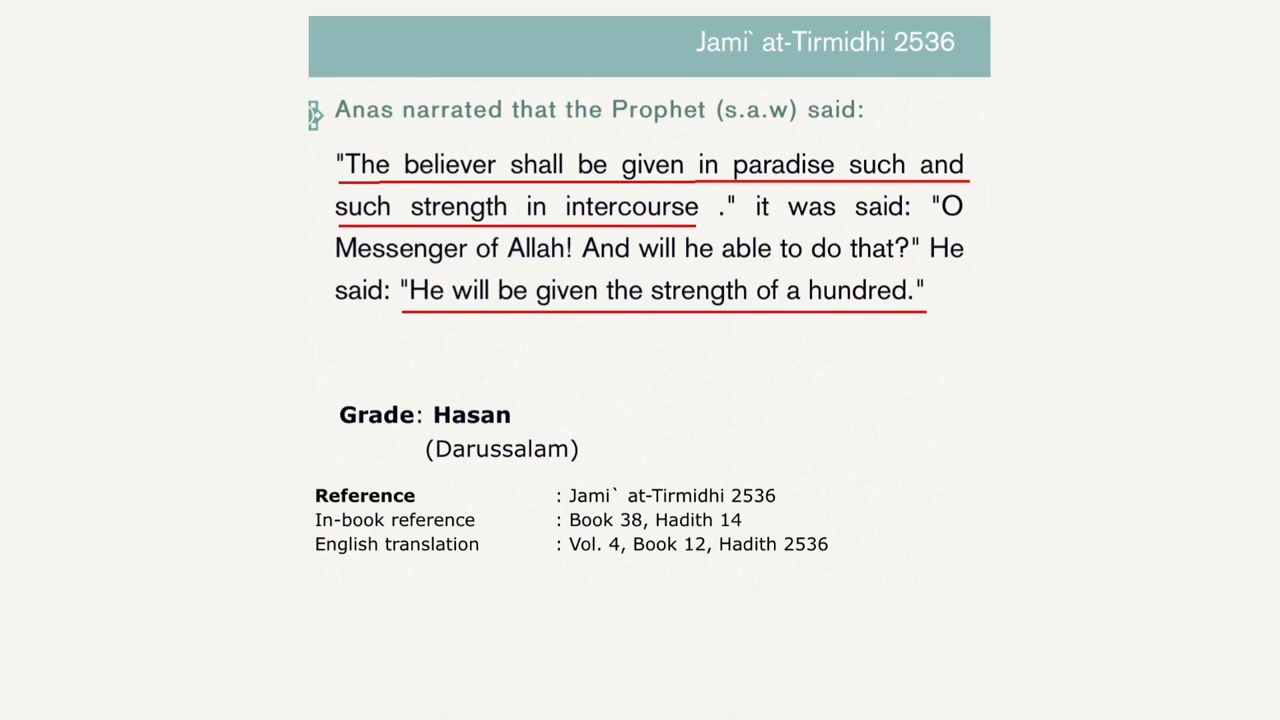 Jami` at-Tirmidhi 2536
Anas narrated that the Prophet (s.a.w) said:
"The believer shall be given in paradise such and
such strength in intercourse ." it was said: "O
Messenger of Allah! And will he able to do that?" He
said: "He will be given the strength of a hundred."
Grade: Hasan
(Darussalam)
Reference : Jami` at-Tirmidhi 2536
In-book reference : Book 38, Hadith 14
English translation : Vol. 4, Book 12, Hadith 2536